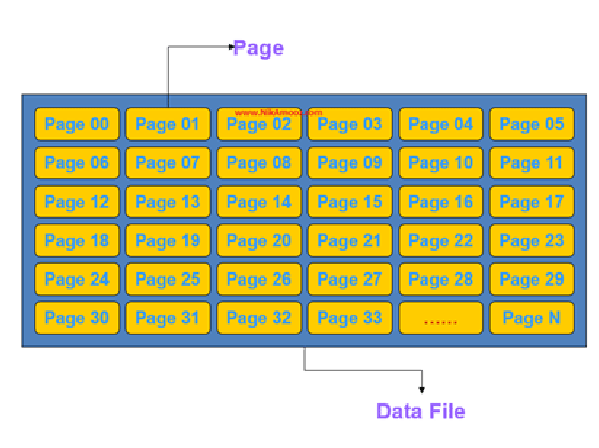 Page
www.NikAmooz.com
Page 00 Page 01 Page 02 Page 03 Page 04 Page 05
Page 06 Page 07 Page 08 Page 09 Page 10 Page 11
Page 12 Page 13 Page 14 Page 15 Page 16 Page 17
Page 18 Page 19 Page 20 Page 21 Page 22 Page 23
Page 24 Page 25 Page 26 Page 27 Page 28 Page 29
Page 30 Page 31 Page 32 Page 33 ...... Page N
Data File